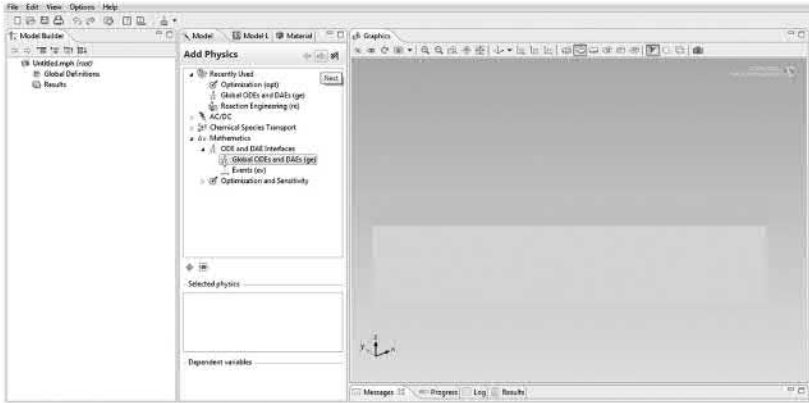 File Edit View Options Help
Model Builder
Untitled.mph (root)
Global Definitions
Results
Model
Model L
Material
Add Physics
Next
Recently Used
Optimization (opt)
Global ODEs and DAEs (ge)
Reaction Engineering (re)
AC/DC
Chemical Species Transport
Mathematics
ODE and DAE Interfaces
Global ODEs and DAEs (ge)
Events (ev)
Optimization and Sensitivity
Selected physics
Dependent variables
Graphics
z
y
x
Messages
Progress
Log
Results